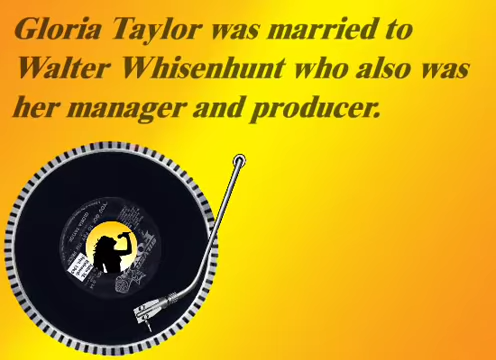 Gloria Taylor was married to
Walter Whisenhunt who also was
her manager and producer.